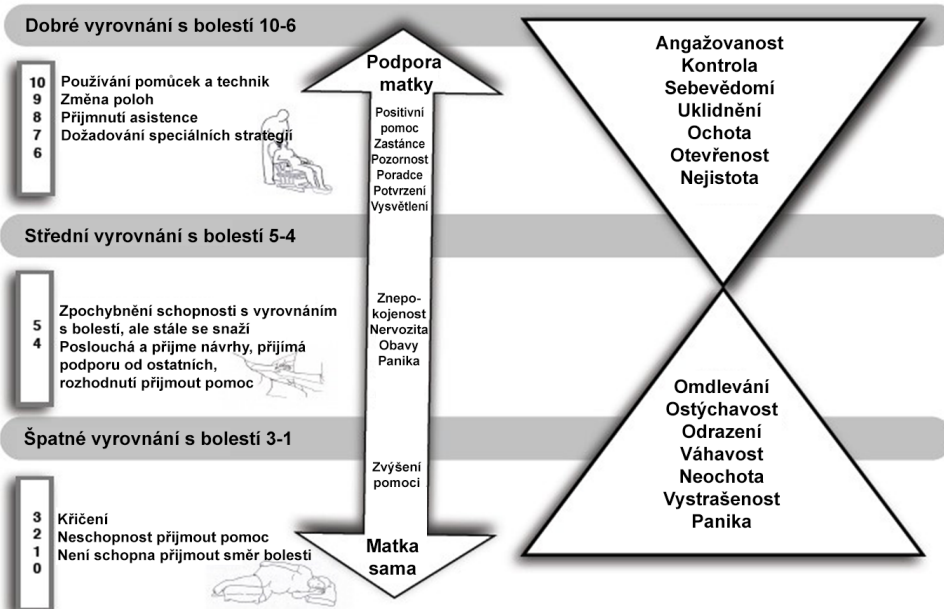 Dobré vyrovnání s bolestí 10-6
10
9
8
7
6
Používání pomůcek a technik
Změna poloh
Přijmnutí asistence
Dožadování speciálních strategií
Střední vyrovnání s bolestí 5-4
5
4
Zpochybnění schopnosti s vyrovnáním
s bolestí, ale stále se snaží
Poslouchá a přijme návrhy, přijímá
podporu od ostatních,
rozhodnutí přijmout pomoc
Špatné vyrovnání s bolestí 3-1
3
2
1
0
Křičení
Neschopnost přijmout pomoc
Není schopna přijmout směr bolesti
Podpora
matky
Positivní
pomoc
Zastánce
Pozornost
Poradce
Potvrzení
Vysvětlení
Znepo-
kojenost
Nervozita
Obavy
Panika
Zvýšení
pomoci
Matka
sama
Angažovanost
Kontrola
Sebevědomí
Uklidnění
Ochota
Otevřenost
Nejistota
Omdlevání
Ostýchavost
Odrazení
Váhavost
Neochota
Vystrašenost
Panika